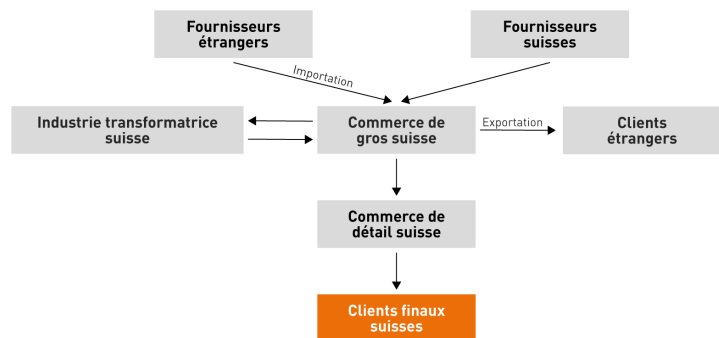 Fournisseurs
étrangers
Fournisseurs
suisses
Importation
Industrie transformatrice
suisse
Commerce de
gros suisse
Exportation
Clients
étrangers
Commerce de
détail suisse
Clients finaux
suisses